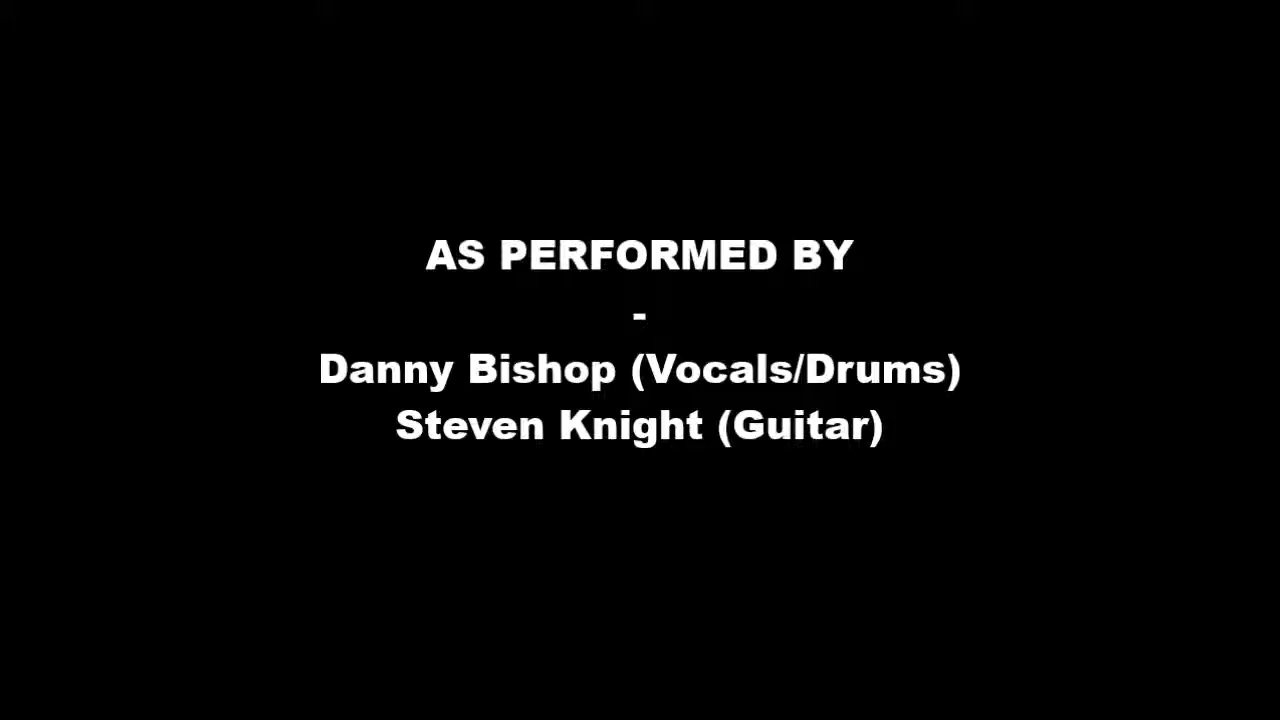 AS PERFORMED BY
-
Danny Bishop (Vocals/Drums)
Steven Knight (Guitar)